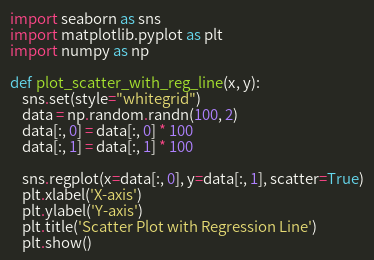 import seaborn as sns
import matplotlib.pyplot as plt
import numpy as np

def plot_scatter_with_reg_line(x, y):
    sns.set(style="whitegrid")
    data = np.random.randn(100, 2)
    data[:, 0] = data[:, 0] * 100
    data[:, 1] = data[:, 1] * 100

    sns.regplot(x=data[:, 0], y=data[:, 1], scatter=True)
    plt.xlabel('X-axis')
    plt.ylabel('Y-axis')
    plt.title('Scatter Plot with Regression Line')
    plt.show()